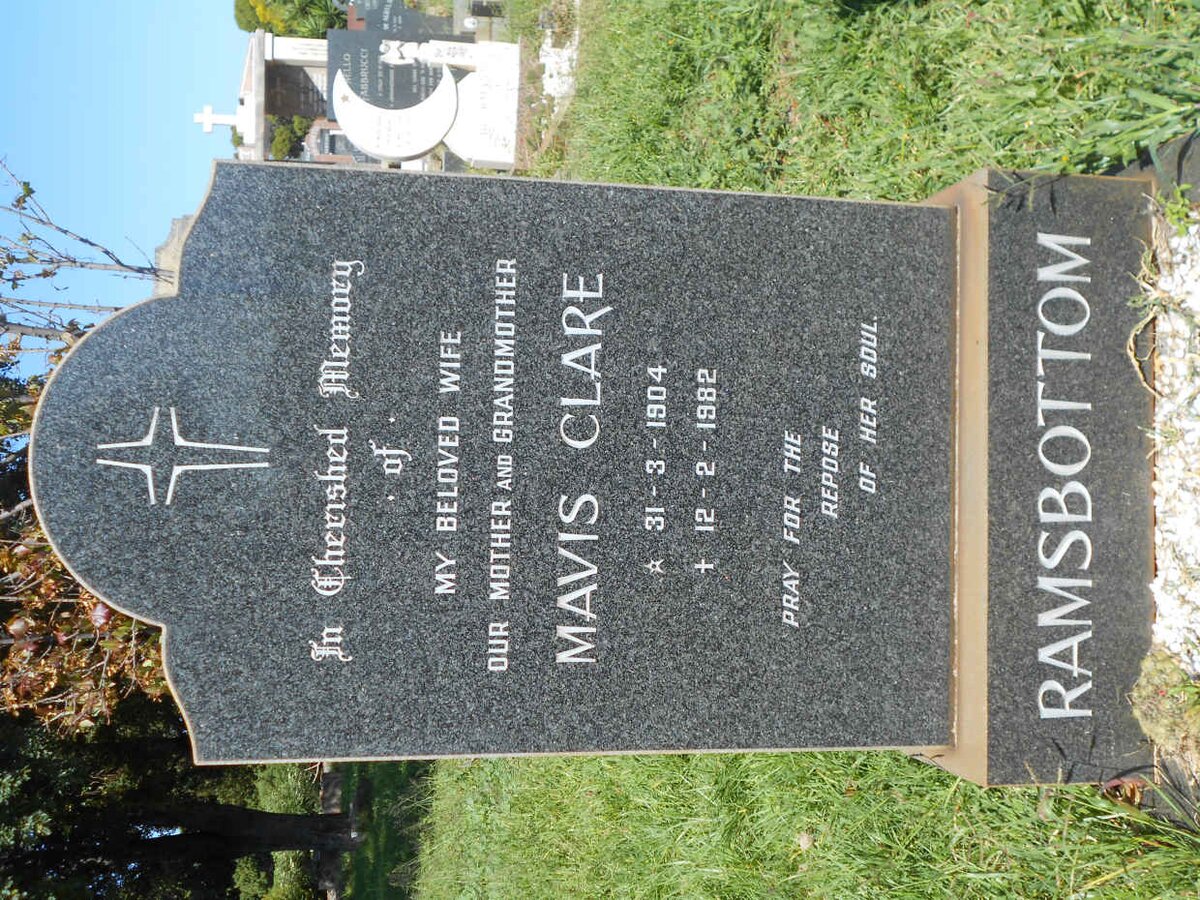 In Cherished Memory
· of ·
MY BELOVED WIFE
OUR MOTHER AND GRANDMOTHER
MAVIS CLARE
☆ 31-3-1904
✝ 12-2-1982
PRAY FOR THE
REPOSE
OF HER SOUL.
RAMSBOTTOM